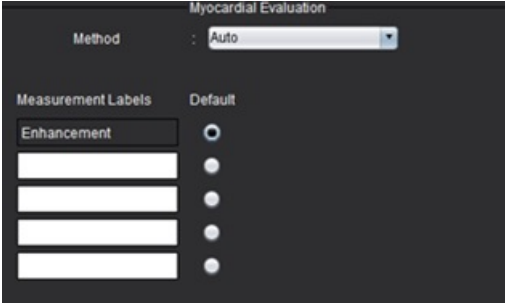 Myocardial Evaluation
Method : Auto
Measurement Labels Default
Enhancement